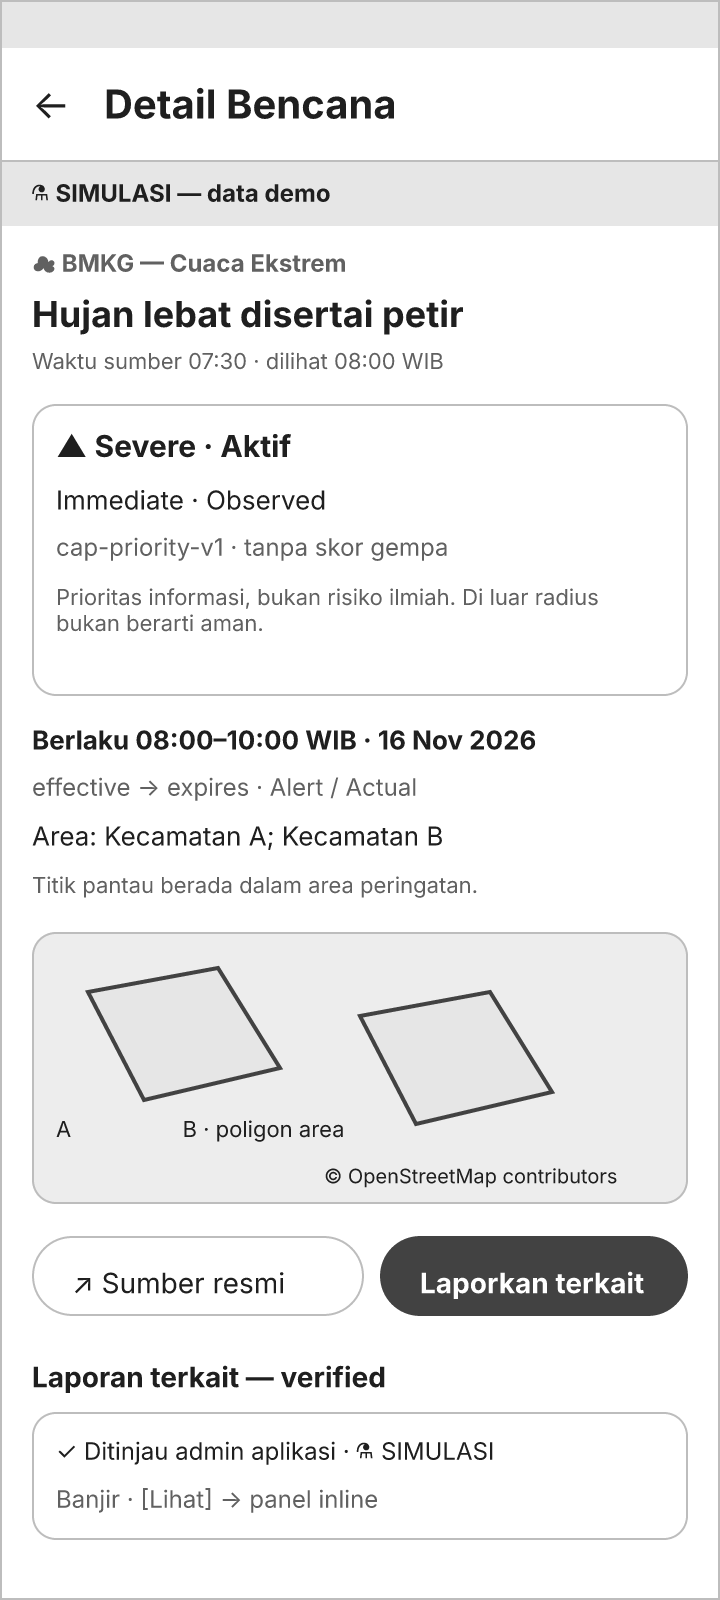 ← Detail Bencana
⚗ SIMULASI — data demo
☁ BMKG — Cuaca Ekstrem
Hujan lebat disertai petir
Waktu sumber 07:30 · dilihat 08:00 WIB
▲ Severe · Aktif
Immediate · Observed
cap-priority-v1 · tanpa skor gempa
Prioritas informasi, bukan risiko ilmiah. Di luar radius
bukan berarti aman.
Berlaku 08:00–10:00 WIB · 16 Nov 2026
effective → expires · Alert / Actual
Area: Kecamatan A; Kecamatan B
Titik pantau berada dalam area peringatan.
A
B · poligon area
© OpenStreetMap contributors
↗ Sumber resmi
Laporkan terkait
Laporan terkait — verified
✓ Ditinjau admin aplikasi · ⚗ SIMULASI
Banjir · [Lihat] → panel inline